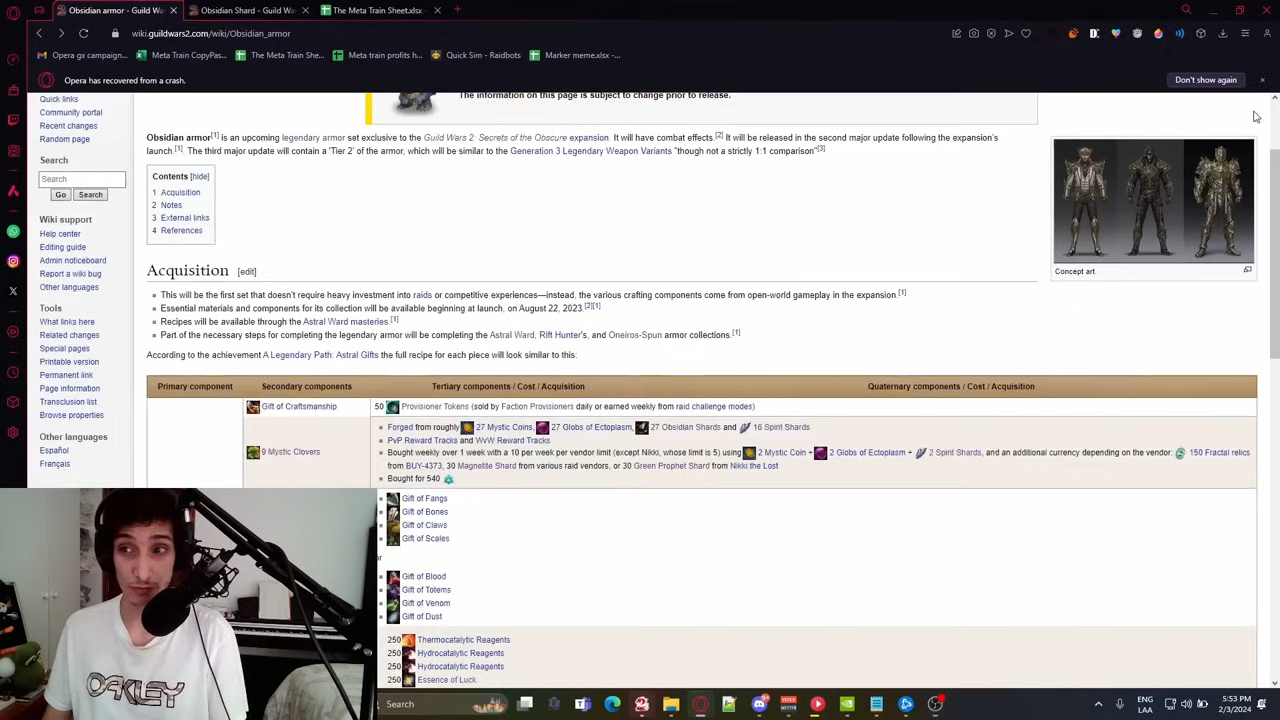 Obsidian armor - Guild War
Obsidian Shard - Guild War
The Meta Train Sheet.xlsx -
wiki.guildwars2.com/wiki/Obsidian_armor
Opera gx campaign...
Meta Train CopyPas...
The Meta Train She...
Meta train profits h...
Quick Sim - Raidbots
Marker meme.xlsx -...
Opera has recovered from a crash.
Don't show again
The information on this page is subject to change prior to release.
Quick links
Community portal
Recent changes
Random page
Search
Search
Go
Search
Wiki support
Help center
Editing guide
Admin noticeboard
Report a wiki bug
Other languages
Tools
What links here
Related changes
Special pages
Printable version
Permanent link
Page information
Transclusion list
Browse properties
Other languages
Español
Français
Obsidian armor[1] is an upcoming legendary armor set exclusive to the Guild Wars 2: Secrets of the Obscure expansion. It will have combat effects.[2] It will be released in the second major update following the expansion's
launch.[1]. The third major update will contain a 'Tier 2' of the armor, which will be similar to the Generation 3 Legendary Weapon Variants "though not a strictly 1:1 comparison"[3]
Contents [hide]
1 Acquisition
2 Notes
3 External links
4 References
Concept art.
Acquisition [edit]
This will be the first set that doesn't require heavy investment into raids or competitive experiences—instead, the various crafting components come from open-world gameplay in the expansion.[1]
Essential materials and components for its collection will be available beginning at launch, on August 22, 2023.[2][1]
Recipes will be available through the Astral Ward masteries.[1]
Part of the necessary steps for completing the legendary armor will be completing the Astral Ward, Rift Hunter's, and Oneiros-Spun armor collections.[1]
According to the achievement A Legendary Path: Astral Gifts the full recipe for each piece will look similar to this:
Primary component
Secondary components
Tertiary components / Cost / Acquisition
Quaternary components / Cost / Acquisition
Gift of Craftsmanship
50 Provisioner Tokens (sold by Faction Provisioners daily or earned weekly from raid challenge modes)
9 Mystic Clovers
Forged from roughly 27 Mystic Coins, 27 Globs of Ectoplasm, 27 Obsidian Shards and 16 Spirit Shards
PvP Reward Tracks and WvW Reward Tracks
Bought weekly over 1 week with a 10 per week per vendor limit (except Nikki, whose limit is 5) using 2 Mystic Coin + 2 Globs of Ectoplasm + 2 Spirit Shards, and an additional currency depending on the vendor: 150 Fractal relics
from BUY-4373, 30 Magnetite Shard from various raid vendors, or 30 Green Prophet Shard from Nikki the Lost
Bought for 540
Gift of Fangs
Gift of Bones
Gift of Claws
Gift of Scales
or
Gift of Blood
Gift of Totems
Gift of Venom
Gift of Dust
250 Thermocatalytic Reagents
250 Hydrocatalytic Reagents
250 Hydrocatalytic Reagents
250 Essence of Luck
OAKLEY
Search
ENG
LAA
5:53 PM
2/3/2024